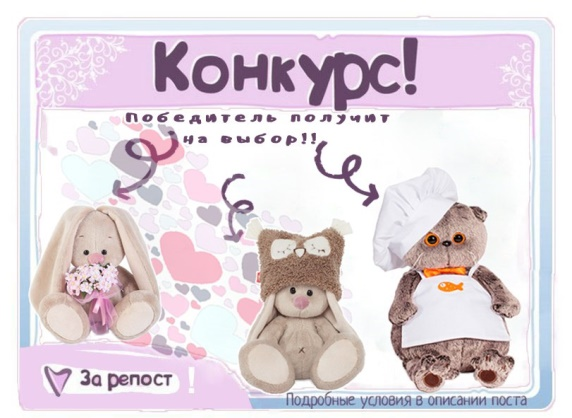 Конкурс!
Победитель получит
на выбор!!
За репост !
Подробные условия в описании поста